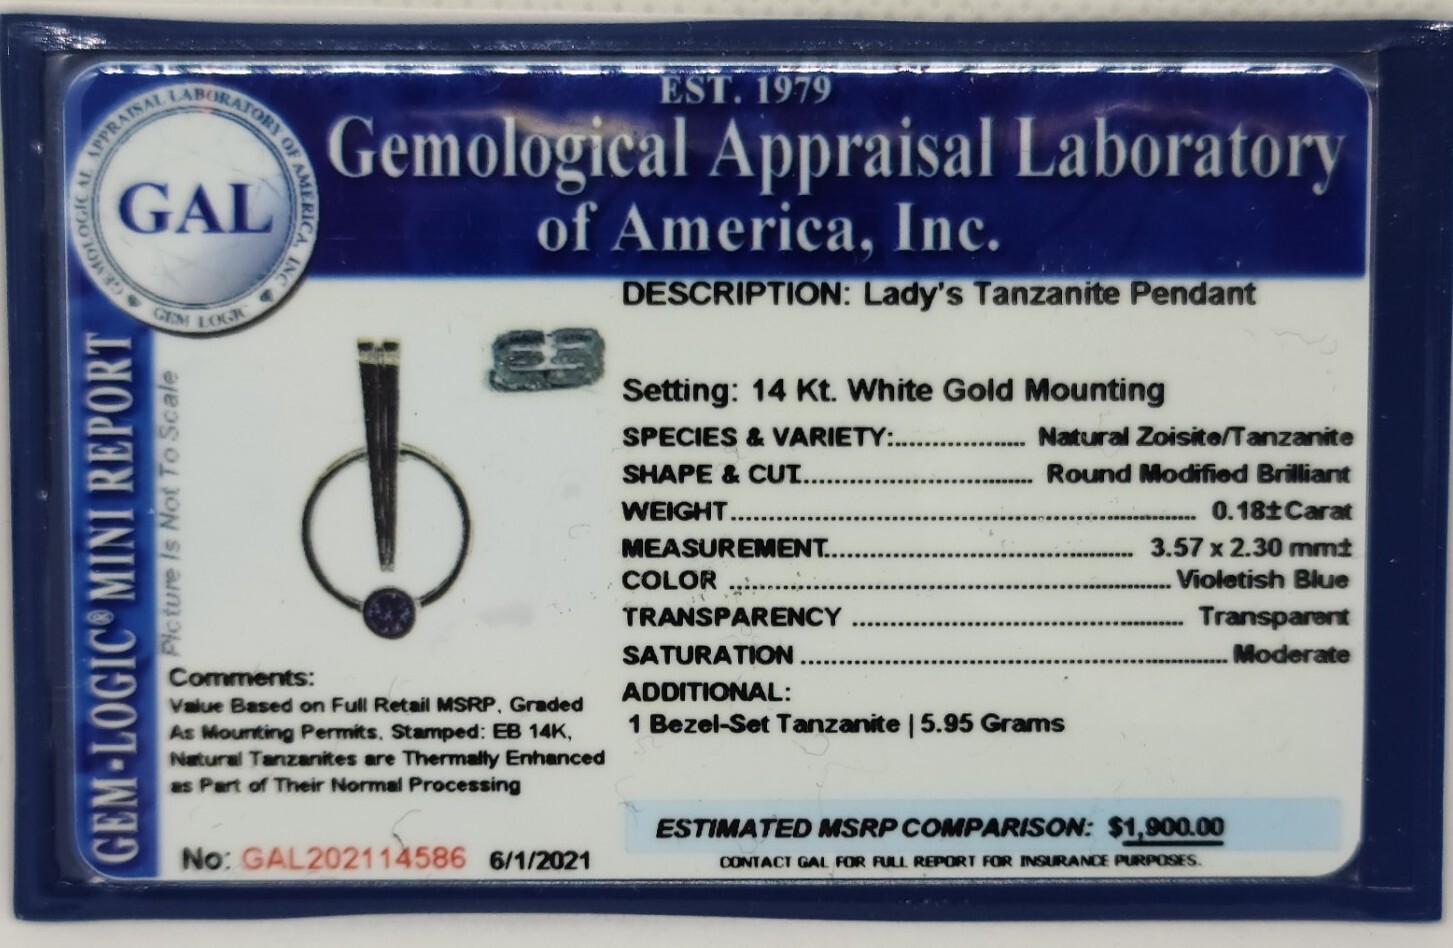 EST. 1979
Gemological Appraisal Laboratory
of America, Inc.
GEMOLOGICAL APPRAISAL LABORATORY OF AMERICA, INC
GAL
GEM LOGIC
GEM-LOGIC® MINI REPORT
Picture Is Not To Scale
DESCRIPTION: Lady's Tanzanite Pendant
Setting: 14 Kt. White Gold Mounting
SPECIES & VARIETY:.................... Natural Zoisite/Tanzanite
SHAPE & CUT................................... Round Modified Brilliant
WEIGHT........................................................................ 0.18±Carat
MEASUREMENT............................................... 3.57 x 2.30 mm±
COLOR .................................................................... Violetish Blue
TRANSPARENCY ................................................... Transparent
SATURATION .................................................................. Moderate
ADDITIONAL:
1 Bezel-Set Tanzanite | 5.95 Grams
Comments:
Value Based on Full Retail MSRP, Graded
As Mounting Permits, Stamped: EB 14K,
Natural Tanzanites are Thermally Enhanced
as Part of Their Normal Processing
No: GAL202114586 6/1/2021
ESTIMATED MSRP COMPARISON: $1,900.00
CONTACT GAL FOR FULL REPORT FOR INSURANCE PURPOSES.